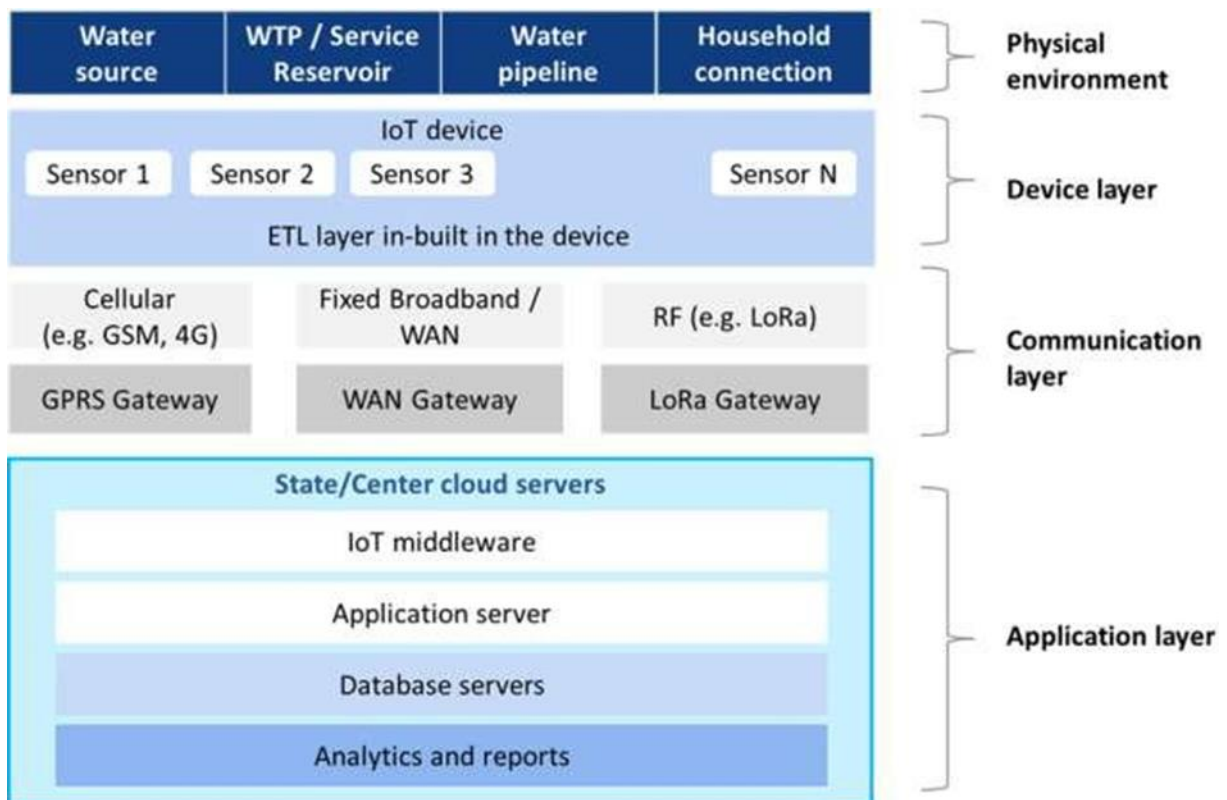 Water
source
WTP / Service
Reservoir
Water
pipeline
Household
connection
Physical
environment
IoT device
Sensor 1
Sensor 2
Sensor 3
Sensor N
ETL layer in-built in the device
Device layer
Cellular
(e.g. GSM, 4G)
Fixed Broadband /
WAN
RF (e.g. LoRa)
GPRS Gateway
WAN Gateway
LoRa Gateway
Communication
layer
State/Center cloud servers
IoT middleware
Application server
Database servers
Analytics and reports
Application layer